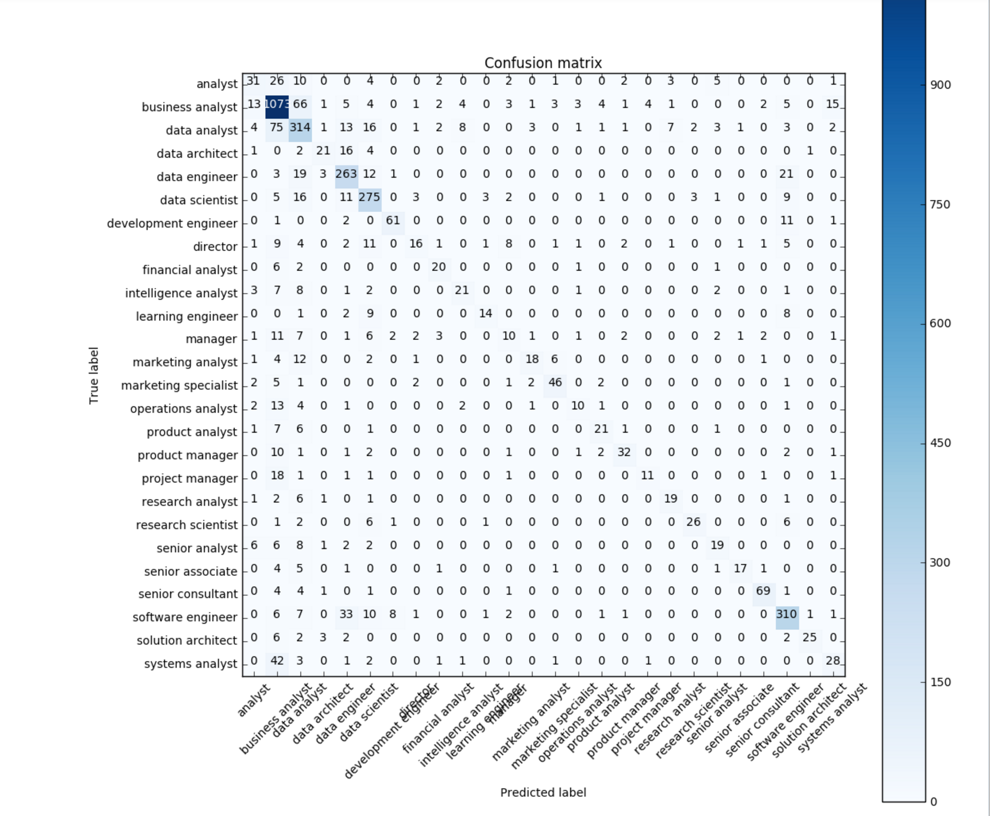 Confusion matrix
analyst 31 26 10 0 0 4 0 0 2 0 0 2 0 1 0 0 2 0 3 0 5 0 0 0 0 1
business analyst 13 1073 66 1 5 4 0 1 2 4 0 3 1 3 3 4 1 4 1 0 0 0 2 5 0 15
data analyst 4 75 314 1 13 16 0 1 2 8 0 0 3 0 1 1 1 0 7 2 3 1 0 3 0 2
data architect 1 0 2 21 16 4 0 0 0 0 0 0 0 0 0 0 0 0 0 0 0 0 0 0 1 0
data engineer 0 3 19 3 263 12 1 0 0 0 0 0 0 0 0 0 0 0 0 0 0 0 0 21 0 0
data scientist 0 5 16 0 11 275 0 3 0 0 3 2 0 0 0 1 0 0 0 3 1 0 0 9 0 0
development engineer 0 1 0 0 2 0 61 0 0 0 0 0 0 0 0 0 0 0 0 0 0 0 0 11 0 1
director 1 9 4 0 2 11 0 16 1 0 1 8 0 1 1 0 2 0 1 0 0 1 1 5 0 0
financial analyst 0 6 2 0 0 0 0 0 20 0 0 0 0 0 1 0 0 0 0 0 1 0 0 0 0 0
intelligence analyst 3 7 8 0 1 2 0 0 0 21 0 0 0 0 1 0 0 0 0 0 2 0 0 1 0 0
learning engineer 0 0 1 0 2 9 0 0 0 0 14 0 0 0 0 0 0 0 0 0 0 0 0 8 0 0
manager 1 11 7 0 1 6 2 2 3 0 0 10 1 0 1 0 2 0 0 0 2 1 2 0 0 1
marketing analyst 1 4 12 0 0 2 0 1 0 0 0 0 18 6 0 0 0 0 0 0 0 0 1 0 0 0
marketing specialist 2 5 1 0 0 0 0 2 0 0 0 1 2 46 0 2 0 0 0 0 0 0 0 1 0 0
operations analyst 2 13 4 0 1 0 0 0 0 2 0 0 1 0 10 1 0 0 0 0 0 0 0 1 0 0
product analyst 1 7 6 0 0 1 0 0 0 0 0 0 0 0 0 21 1 0 0 0 1 0 0 0 0 0
product manager 0 10 1 0 1 2 0 0 0 0 0 1 0 0 1 2 32 0 0 0 0 0 0 2 0 1
project manager 0 18 1 0 1 1 0 0 0 0 0 1 0 0 0 0 0 11 0 0 0 0 1 0 0 1
research analyst 1 2 6 1 0 1 0 0 0 0 0 0 0 0 0 0 0 0 19 0 0 0 0 1 0 0
research scientist 0 1 2 0 0 6 1 0 0 0 1 0 0 0 0 0 0 0 0 26 0 0 0 6 0 0
senior analyst 6 6 8 1 2 2 0 0 0 0 0 0 0 0 0 0 0 0 0 0 19 0 0 0 0 0
senior associate 0 4 5 0 1 0 0 0 1 0 0 0 0 1 0 0 0 0 0 0 1 17 1 0 0 0
senior consultant 0 4 4 1 0 1 0 0 0 0 0 1 0 0 0 0 0 0 0 0 0 0 69 1 0 0
software engineer 0 6 7 0 33 10 8 1 0 0 1 2 0 0 1 1 0 0 0 0 0 0 0 310 1 1
solution architect 0 6 2 3 2 0 0 0 0 0 0 0 0 0 0 0 0 0 0 0 0 0 0 2 25 0
systems analyst 0 42 3 0 1 2 0 0 1 1 0 0 0 1 0 0 0 1 0 0 0 0 0 0 0 28
True label
analyst
business analyst
data analyst
data architect
data engineer
data scientist
development engineer
director
financial analyst
intelligence analyst
learning engineer
manager
marketing analyst
marketing specialist
operations analyst
product analyst
product manager
project manager
research analyst
research scientist
senior analyst
senior associate
senior consultant
software engineer
solution architect
systems analyst
Predicted label
900
750
600
450
300
150
0